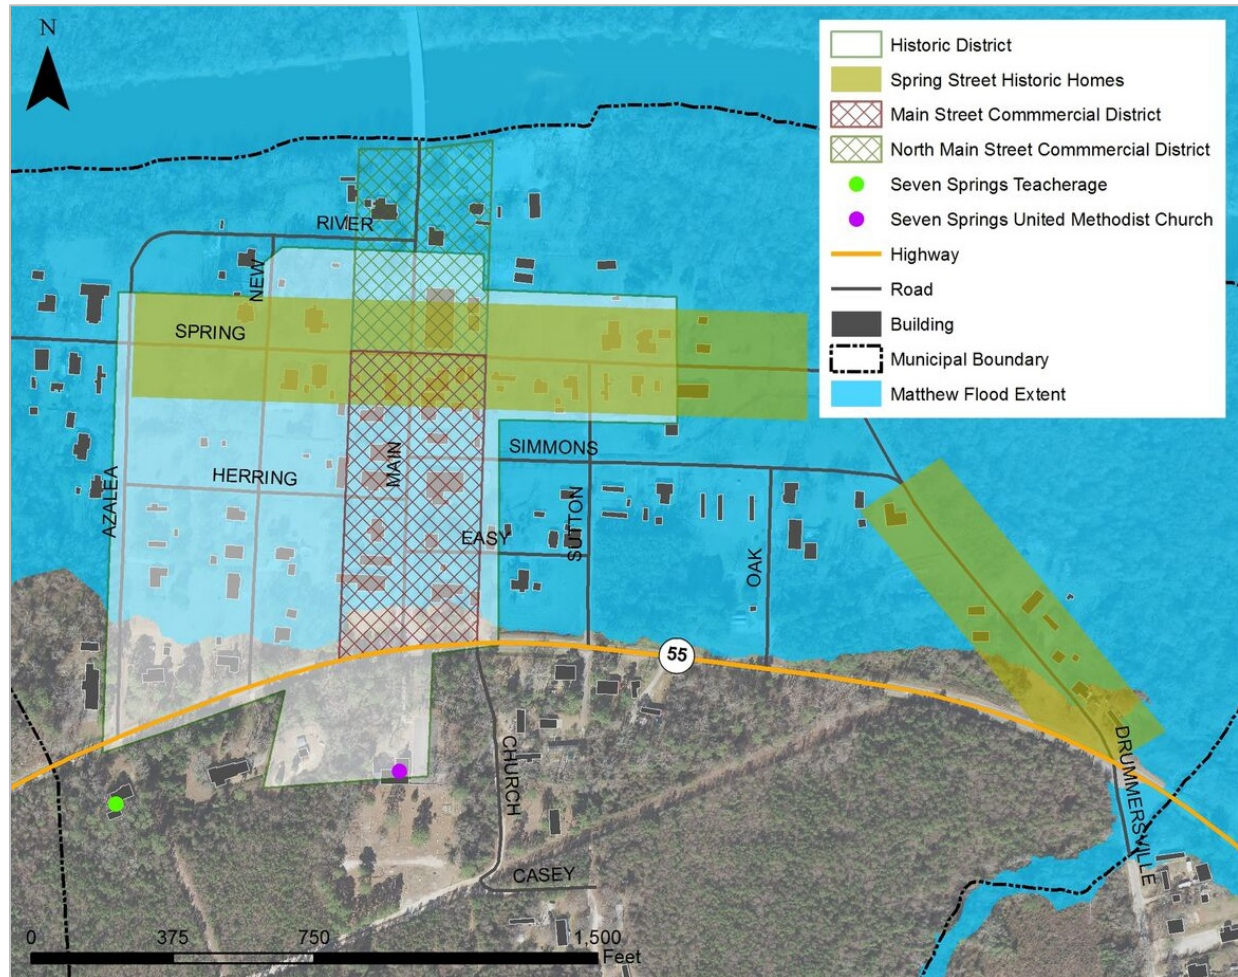 N
Historic District
Spring Street Historic Homes
Main Street Commmercial District
North Main Street Commmercial District
Seven Springs Teacherage
Seven Springs United Methodist Church
Highway
Road
Building
Municipal Boundary
Matthew Flood Extent
RIVER
NEW
SPRING
MAIN
SIMMONS
HERRING
AZALEA
SUTTON
EASY
OAK
55
CHURCH
DRUMMERSVILLE
CASEY
0 375 750 1,500
Feet